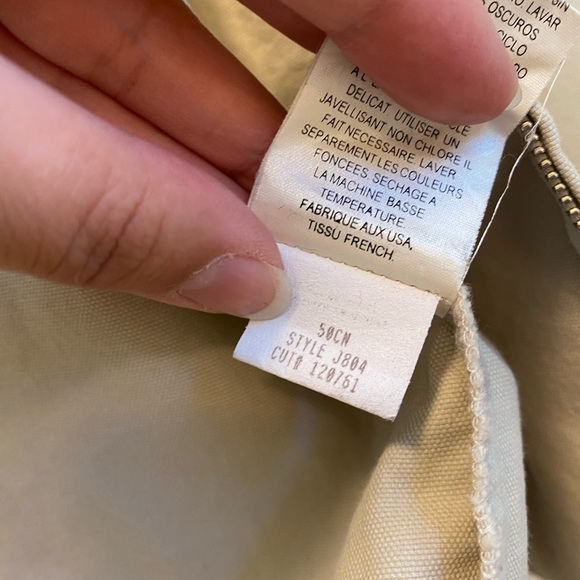 SIN
LAVAR
OSCUROS
CICLO
A L'E
DELICAT. UTILISER UN
JAVELLISANT NON CHLORE IL
FAIT NECESSAIRE. LAVER
SEPAREMENT LES COULEURS
FONCEES, SECHAGE A
LA MACHINE BASSE
TEMPERATURE.
FABRIQUE AUX USA,
TISSU FRENCH.
50CN
STYLE J804
CUT# 120761